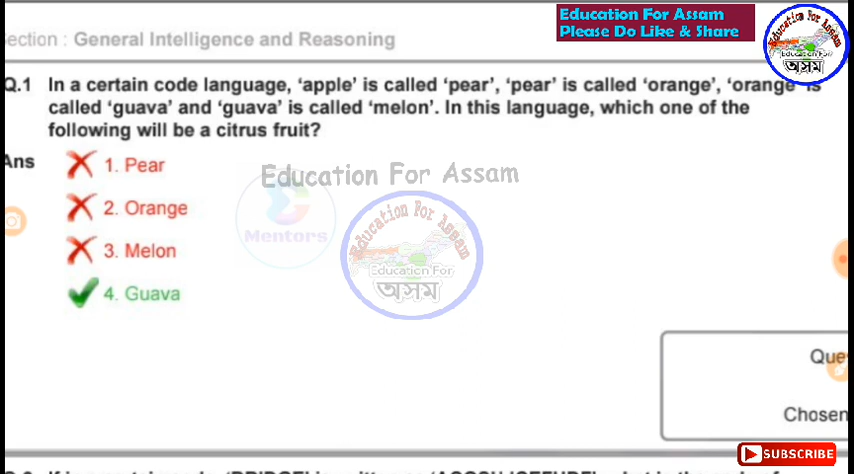 Education For Assam
Please Do Like & Share
Education For Assam
Education For
অসম
ection : General Intelligence and Reasoning
Q.1 In a certain code language, ‘apple’ is called ‘pear’, ‘pear’ is called ‘orange’, ‘orange’ is
called ‘guava’ and ‘guava’ is called ‘melon’. In this language, which one of the
following will be a citrus fruit?
Ans
1. Pear
2. Orange
3. Melon
4. Guava
Education For Assam
Mentors
Education For Assam
Education For
অসম
Que
Chosen
SUBSCRIBE